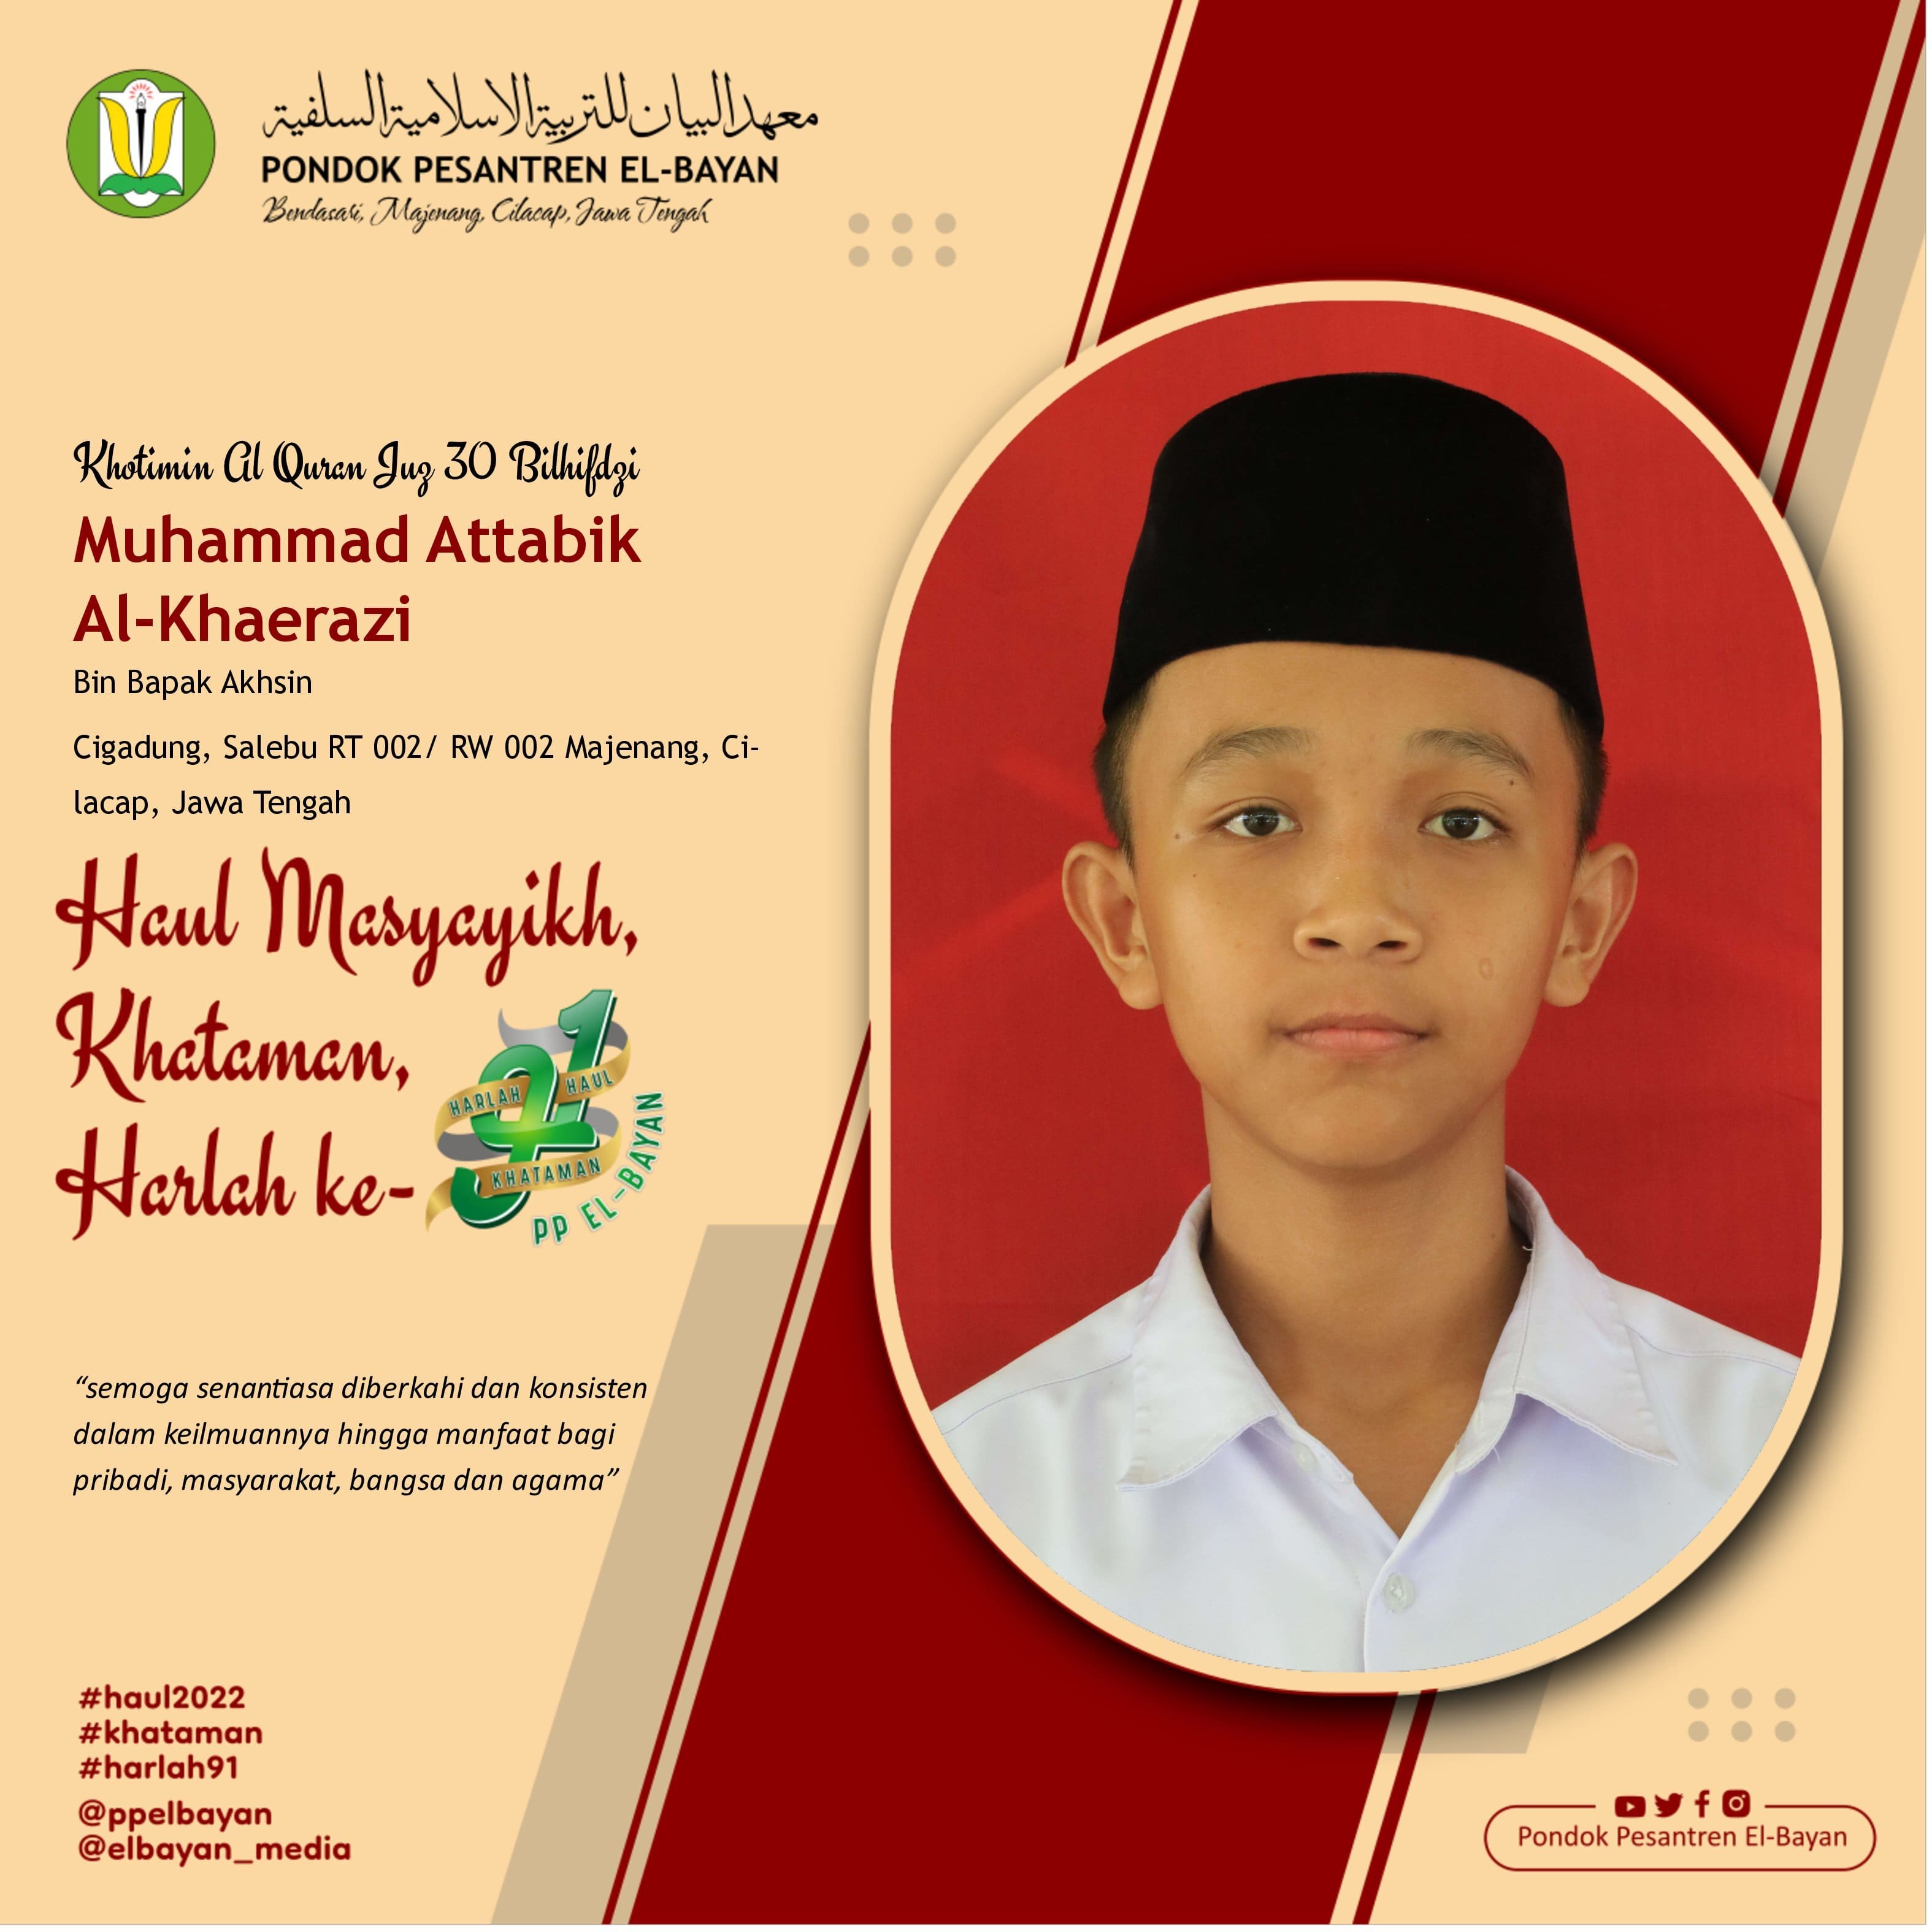 معهد البيان للتربية الاسلامية السلفية
PONDOK PESANTREN EL-BAYAN
Bendasari, Majenang, Cilacap, Jawa Tengah
Khotimin Al Quran Juz 30 Bilhifdzi
Muhammad Attabik
Al-Khaerazi
Bin Bapak Akhsin
Cigadung, Salebu RT 002/ RW 002 Majenang, Ci-
lacap, Jawa Tengah
Haul Masyayikh,
Khataman,
Harlah ke-
91
HARLAH HAUL
KHATAMAN
PP EL-BAYAN
“semoga senantiasa diberkahi dan konsisten
dalam keilmuannya hingga manfaat bagi
pribadi, masyarakat, bangsa dan agama”
#haul2022
#khataman
#harlah91
@ppelbayan
@elbayan_media
Pondok Pesantren El-Bayan